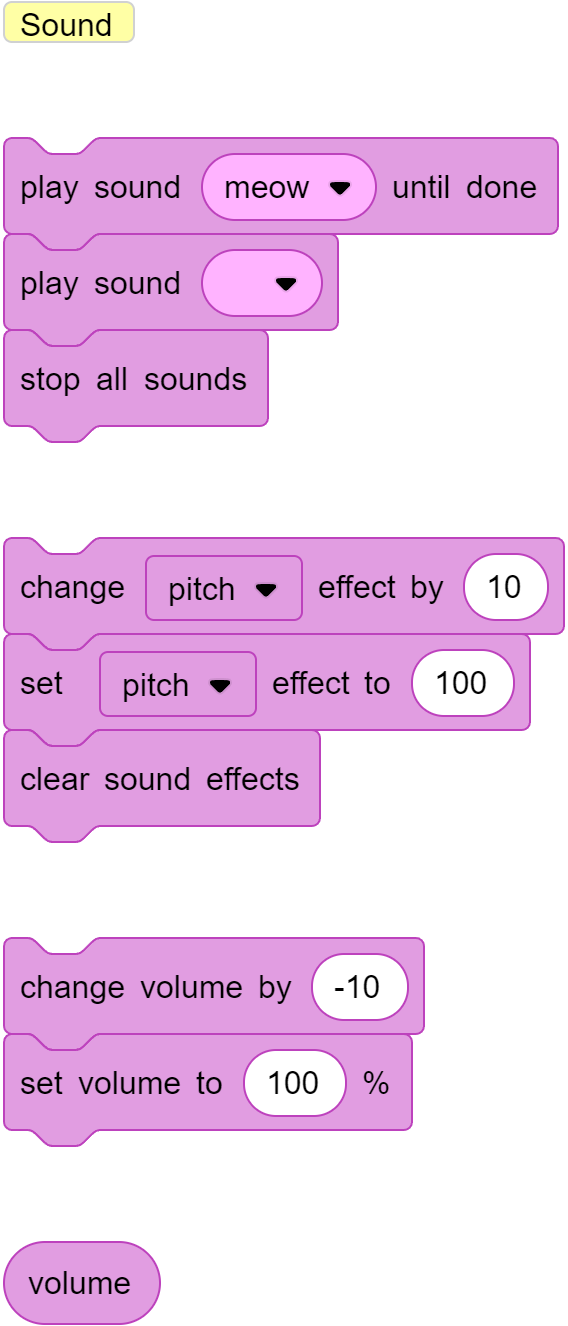 Sound
play sound meow until done
play sound
stop all sounds
change pitch effect by 10
set pitch effect to 100
clear sound effects
change volume by -10
set volume to 100 %
volume